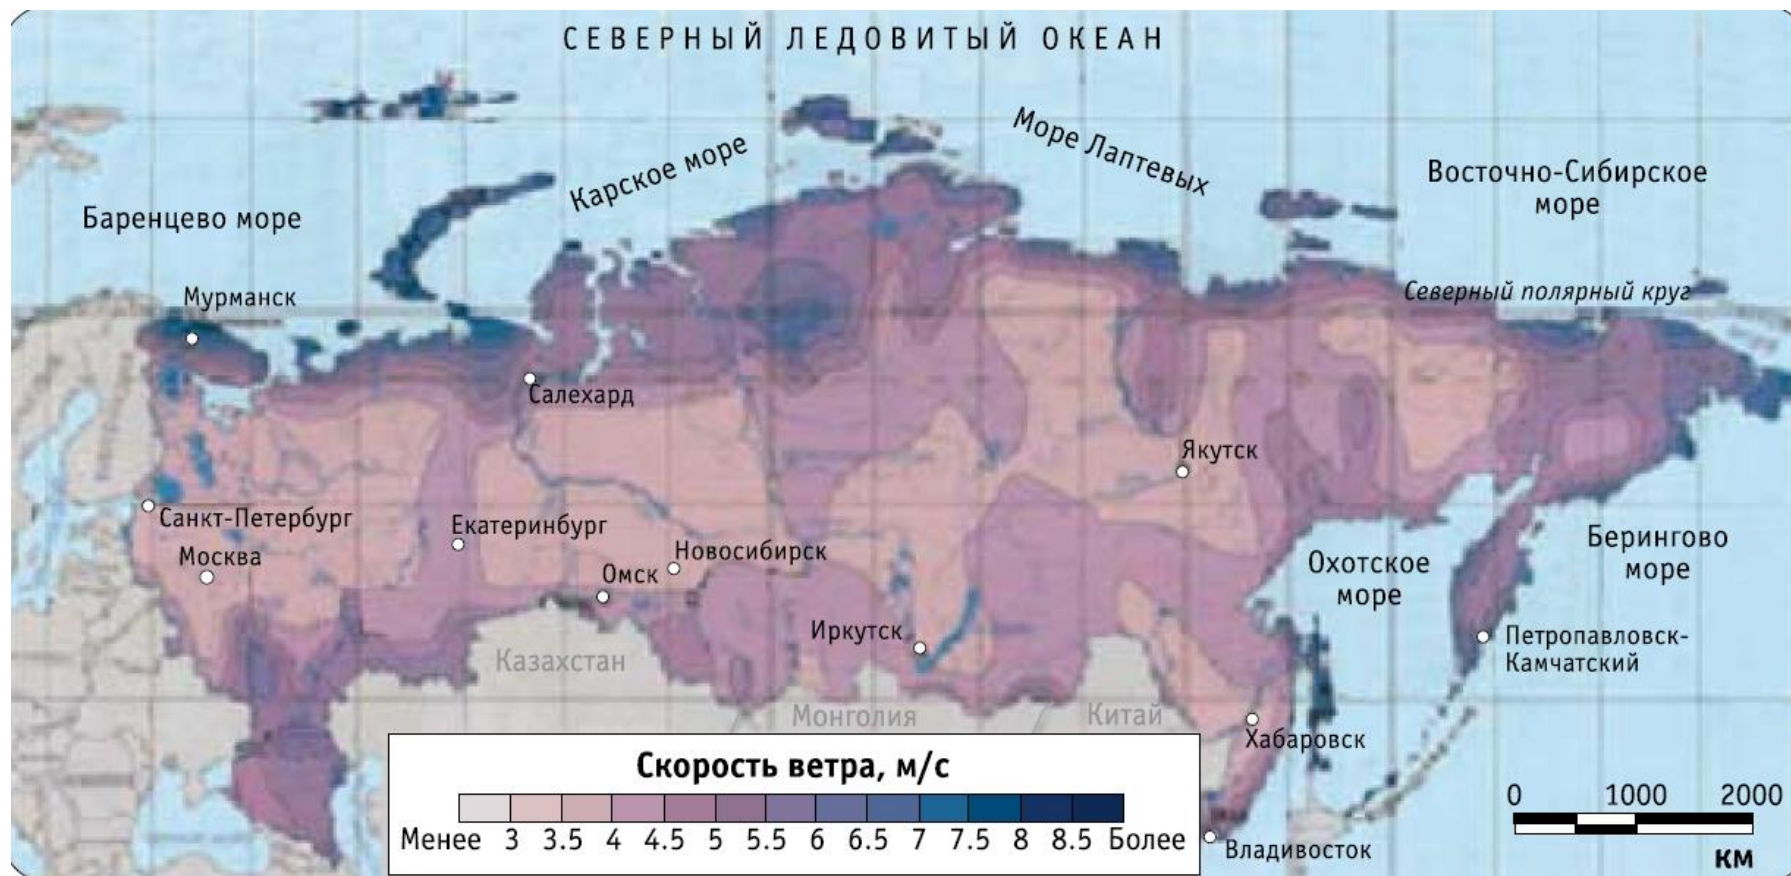 СЕВЕРНЫЙ ЛЕДОВИТЫЙ ОКЕАН
Море Лаптевых
Карское море
Восточно-Сибирское
море
Баренцево море
Мурманск
Северный полярный круг
Салехард
Якутск
Санкт-Петербург
Екатеринбург
Москва
Новосибирск
Омск
Охотское
море
Берингово
море
Иркутск
Петропавловск-
Камчатский
Казахстан
Монголия
Китай
Хабаровск
Скорость ветра, м/с
Менее 3 3.5 4 4.5 5 5.5 6 6.5 7 7.5 8 8.5 Более
0 1000 2000
км
Владивосток